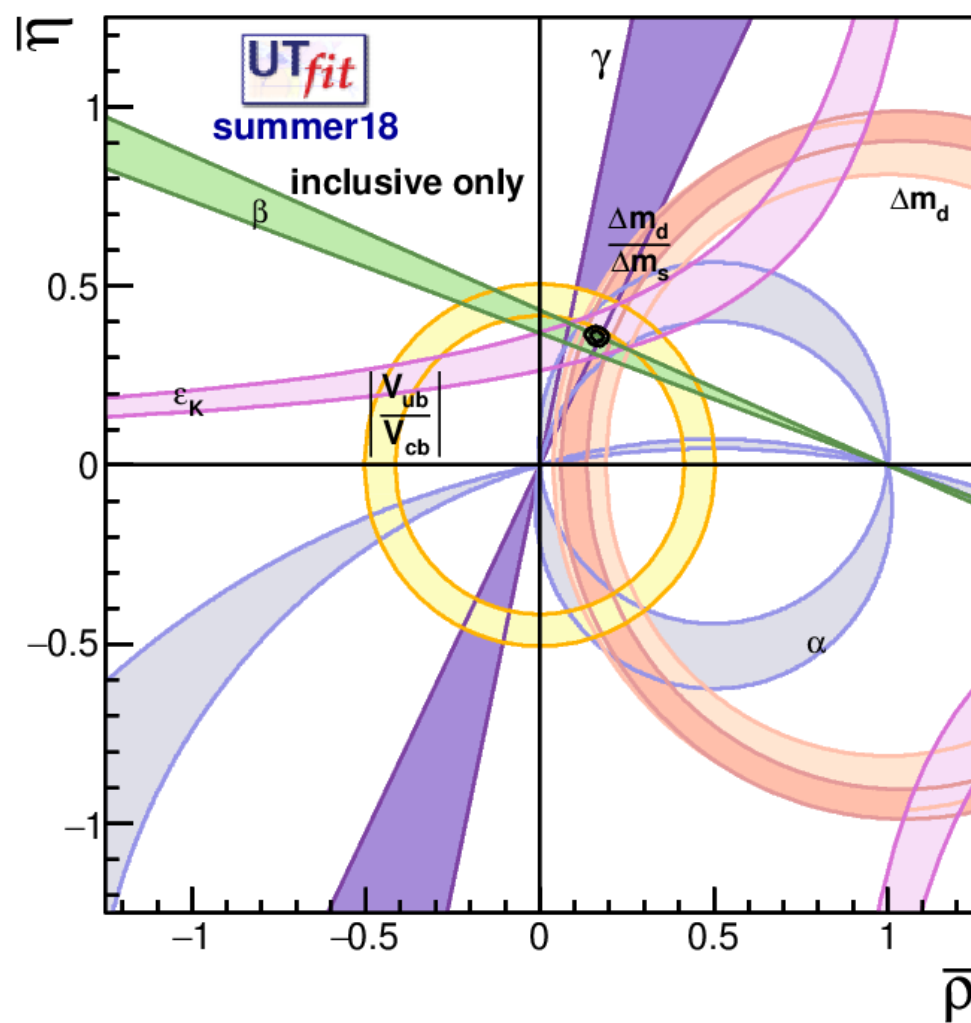 η̅
UTfit
summer18
inclusive only
γ
β
Δm_d
Δm_d
Δm_s
ε_K
V_ub
V_cb
α
1
0.5
0
−0.5
−1
−1
−0.5
0
0.5
1
ρ̅